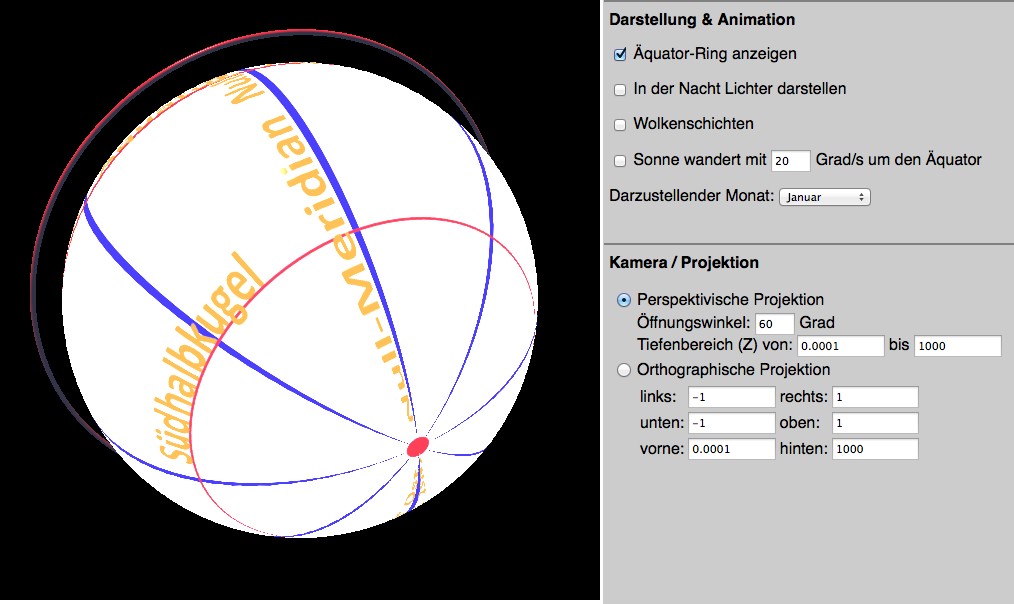 Null-Meridian
Südhalbkugel
Darstellung & Animation
Äquator-Ring anzeigen
In der Nacht Lichter darstellen
Wolkenschichten
Sonne wandert mit 20 Grad/s um den Äquator
Darzustellender Monat: Januar
Kamera / Projektion
Perspektivische Projektion
Öffnungswinkel: 60 Grad
Tiefenbereich (Z) von: 0.0001 bis 1000
Orthographische Projektion
links: -1 rechts: 1
unten: -1 oben: 1
vorne: 0.0001 hinten: 1000